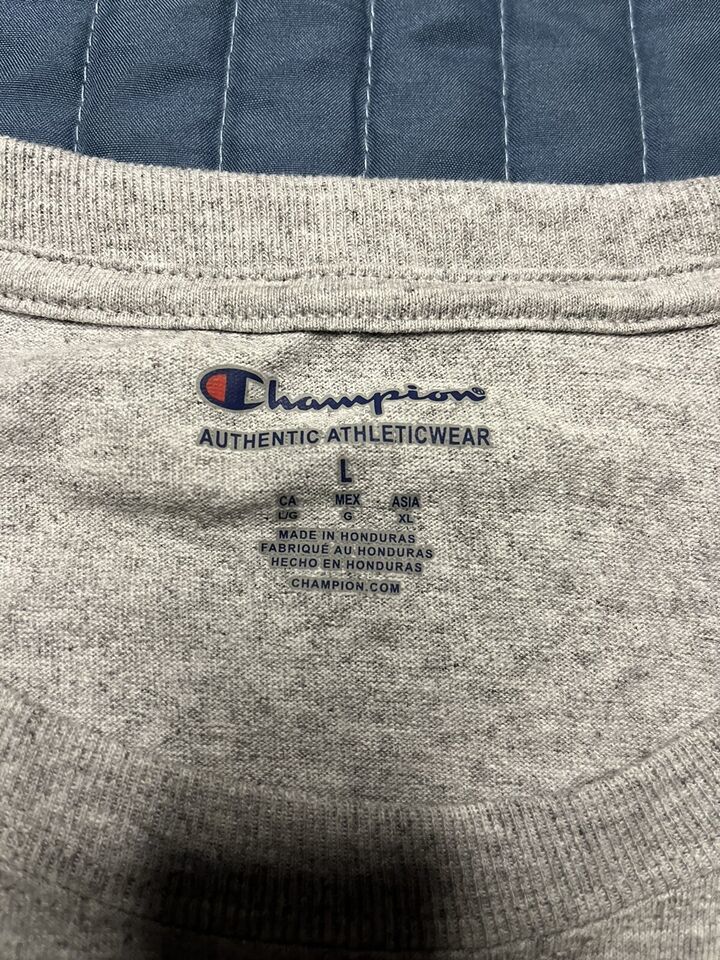 Champion®
AUTHENTIC ATHLETICWEAR
L
CA MEX ASIA
L/G G XL
MADE IN HONDURAS
FABRIQUÉ AU HONDURAS
HECHO EN HONDURAS
CHAMPION.COM